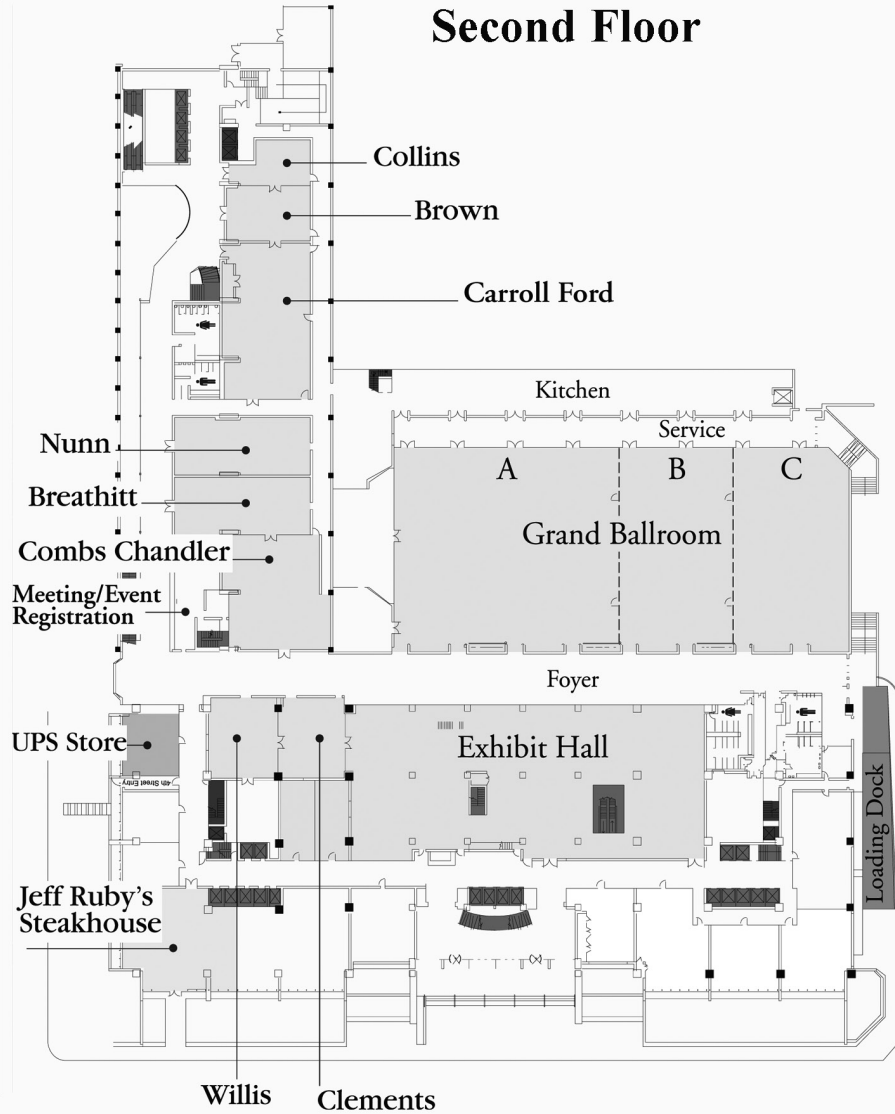 Second Floor
Collins
Brown
Carroll Ford
Kitchen
Service
Nunn
A
B
C
Breathitt
Grand Ballroom
Combs Chandler
Meeting/Event
Registration
Foyer
UPS Store
Exhibit Hall
4th Street Entry
Loading Dock
Jeff Ruby's
Steakhouse
Willis
Clements